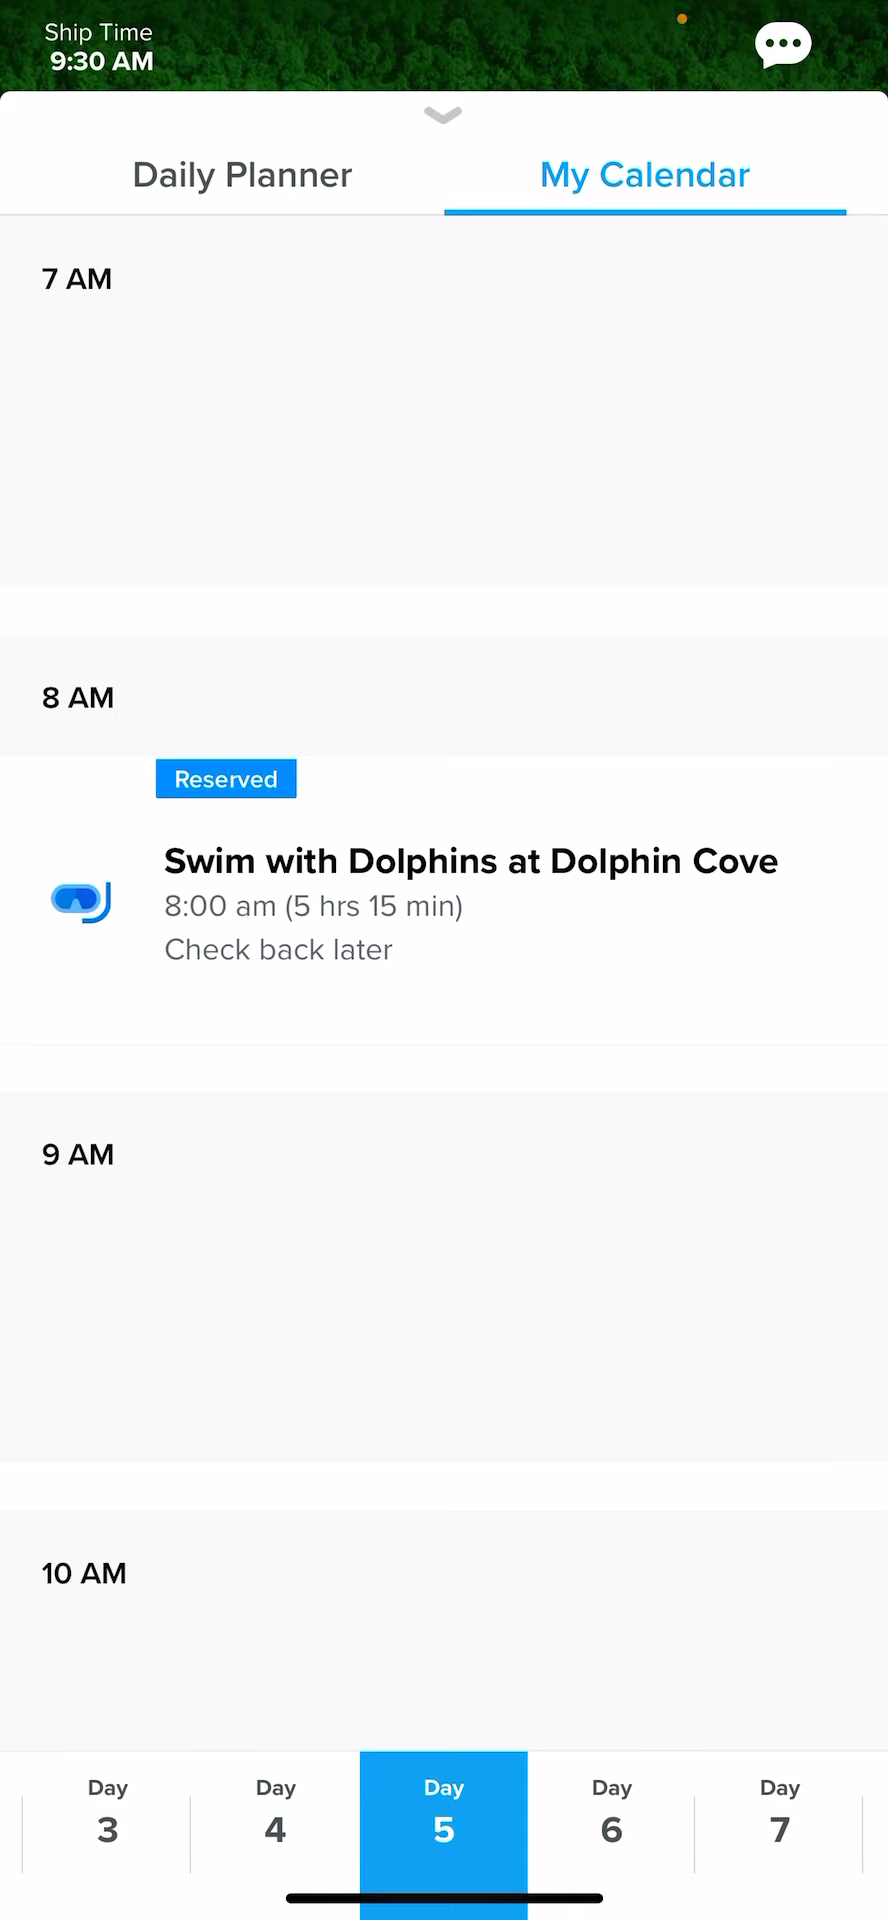 Ship Time
9:30 AM
Daily Planner
My Calendar
7 AM
8 AM
Reserved
Swim with Dolphins at Dolphin Cove
8:00 am (5 hrs 15 min)
Check back later
9 AM
10 AM
Day
3
Day
4
Day
5
Day
6
Day
7